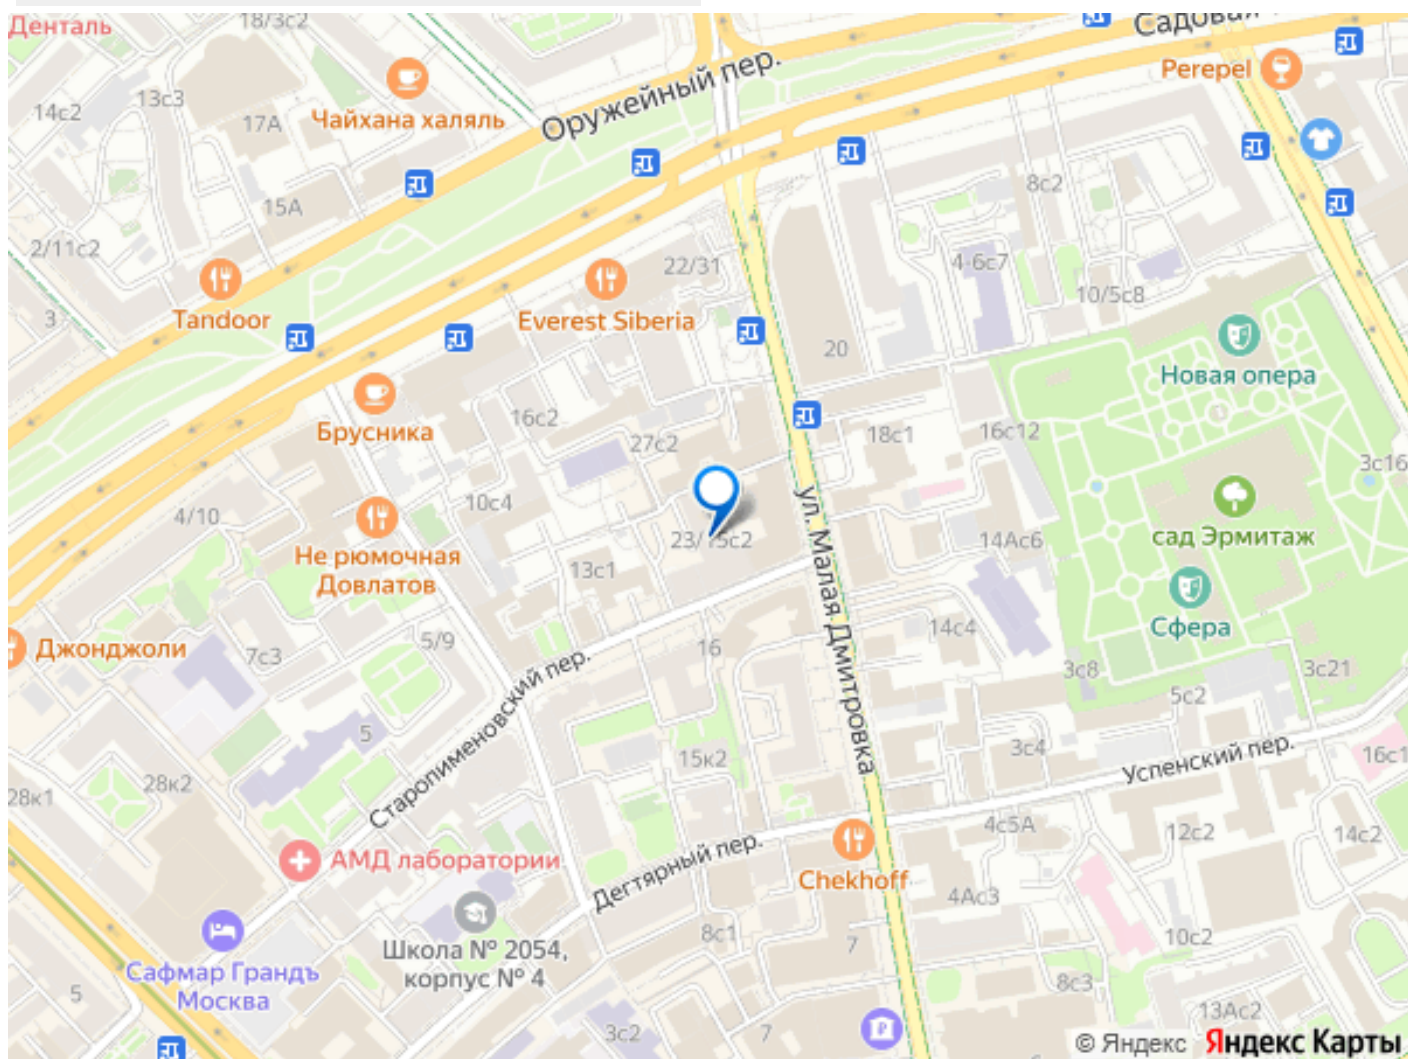 Денталь
18/3с2
Садовая
Perepel
14с2
13с3
17А
Чайхана халяль
Оружейный пер.
8с2
15А
2/11с2
22/31
4-6с7
10/5с8
3
Tandoor
Everest Siberia
20
Новая опера
Брусника
16с2
27с2
18с1
16с12
3с16
4/10
10с4
Не рюмочная
Довлатов
23/15с2
ул. Малая Дмитровка
14Ас6
сад Эрмитаж
13с1
Джонджоли
7с3
5/9
16
14с4
Сфера
3с8
3с21
5с2
Старопименовский пер.
5
15к2
3с4
Успенский пер.
16с1
28к1
28к2
4с5А
12с2
14с2
АМД лаборатории
Дегтярный пер.
Chekhoff
4Ас3
Школа № 2054,
корпус № 4
8с1
7
10с2
Сафмар Грандъ
Москва
5
8с3
13Ас2
3с2
7
© Яндекс Яндекс Карты